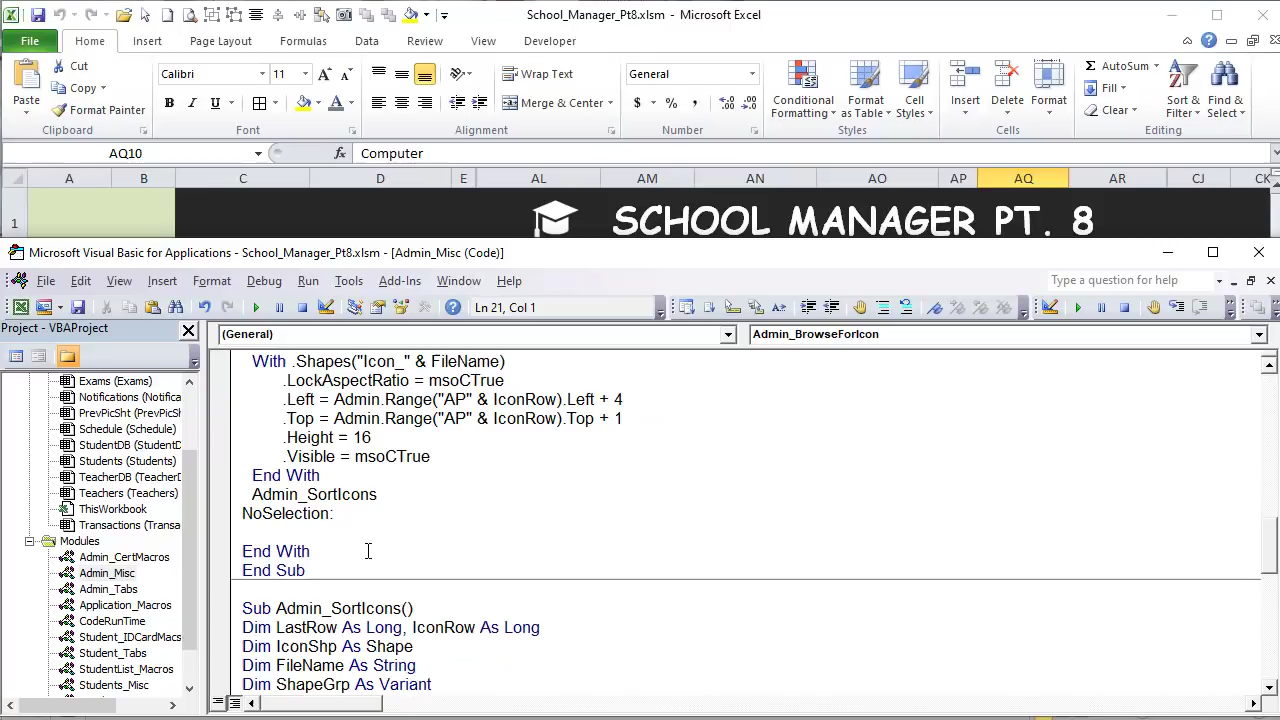 School_Manager_Pt8.xlsm - Microsoft Excel
File Home Insert Page Layout Formulas Data Review View Developer
Paste Cut Copy Format Painter
Calibri 11
Wrap Text
Merge & Center
General
Conditional Formatting Format as Table Cell Styles
Insert Delete Format
AutoSum Fill Clear
Sort & Filter Find & Select
Clipboard Font Alignment Number Styles Cells Editing
AQ10 fx Computer
A B C D E AL AM AN AO AP AQ AR CJ CK
1 SCHOOL MANAGER PT. 8
Microsoft Visual Basic for Applications - School_Manager_Pt8.xlsm - [Admin_Misc (Code)]
File Edit View Insert Format Debug Run Tools Add-Ins Window Help Type a question for help
Ln 21, Col 1
Project - VBAProject
Exams (Exams)
Notifications (Notificati
PrevPicSht (PrevPicSht
Schedule (Schedule)
StudentDB (StudentD
Students (Students)
TeacherDB (TeacherD
Teachers (Teachers)
ThisWorkbook
Transactions (Transa
Modules
Admin_CertMacros
Admin_Misc
Admin_Tabs
Application_Macros
CodeRunTime
Student_IDCardMacs
Student_Tabs
StudentList_Macros
Students_Misc
(General) Admin_BrowseForIcon
With .Shapes("Icon_" & FileName)
.LockAspectRatio = msoCTrue
.Left = Admin.Range("AP" & IconRow).Left + 4
.Top = Admin.Range("AP" & IconRow).Top + 1
.Height = 16
.Visible = msoCTrue
End With
Admin_SortIcons
NoSelection:
End With
End Sub
Sub Admin_SortIcons()
Dim LastRow As Long, IconRow As Long
Dim IconShp As Shape
Dim FileName As String
Dim ShapeGrp As Variant